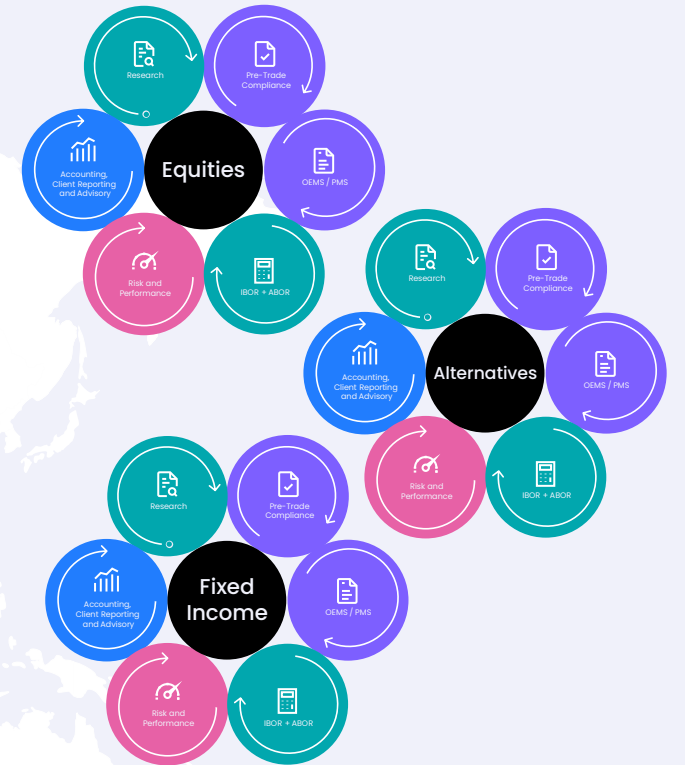 Research
Pre-Trade
Compliance
Accounting,
Client Reporting
and Advisory
Equities
OEMS / PMS
Risk and
Performance
IBOR + ABOR
Research
Pre-Trade
Compliance
Accounting,
Client Reporting
and Advisory
Alternatives
OEMS / PMS
Risk and
Performance
IBOR + ABOR
Research
Pre-Trade
Compliance
Accounting,
Client Reporting
and Advisory
Fixed
Income
OEMS / PMS
Risk and
Performance
IBOR + ABOR